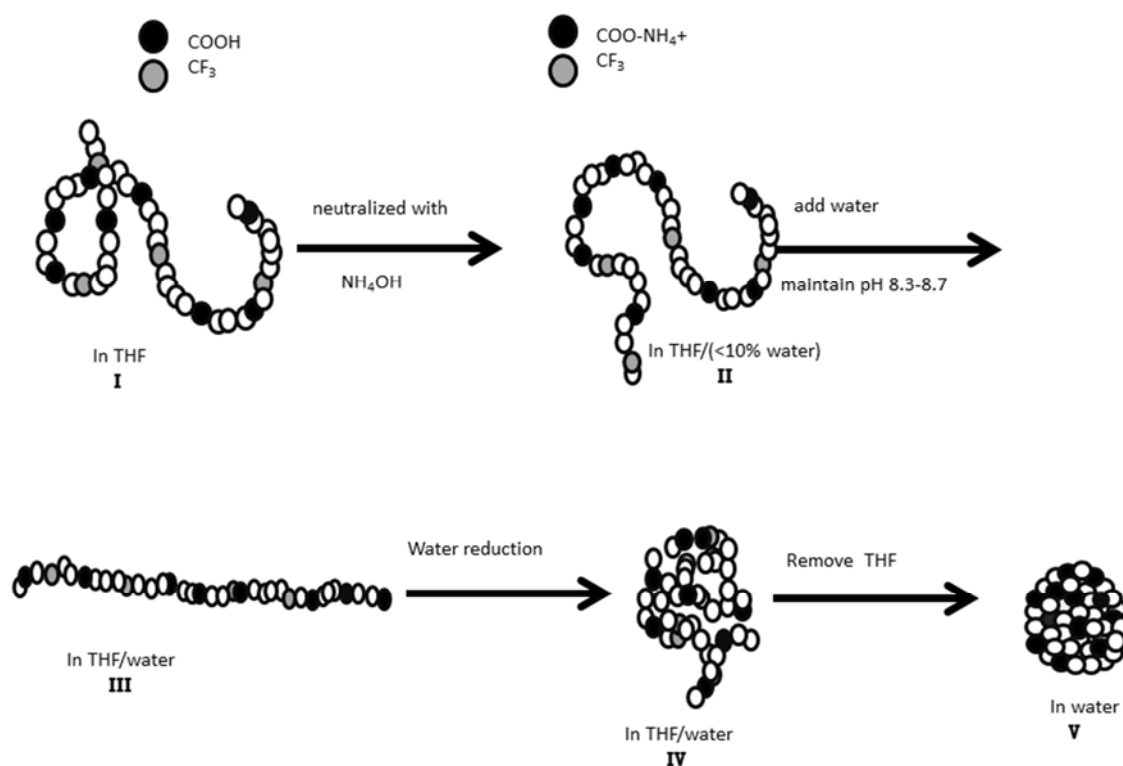 COOH
CF₃
COO-NH₄+
CF₃
neutralized with
NH₄OH
add water
maintain pH 8.3-8.7
In THF
I
In THF/(<10% water)
II
Water reduction
Remove THF
In THF/water
III
In THF/water
IV
In water
V